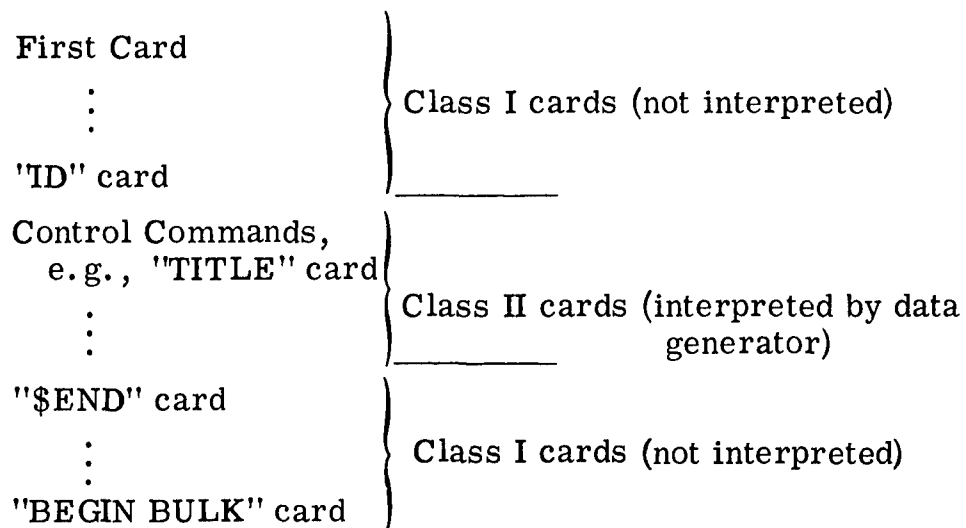 First Card
Class I cards (not interpreted)
"ID" card
Control Commands,
e.g., "TITLE" card
Class II cards (interpreted by data
generator)
"$END" card
Class I cards (not interpreted)
"BEGIN BULK" card